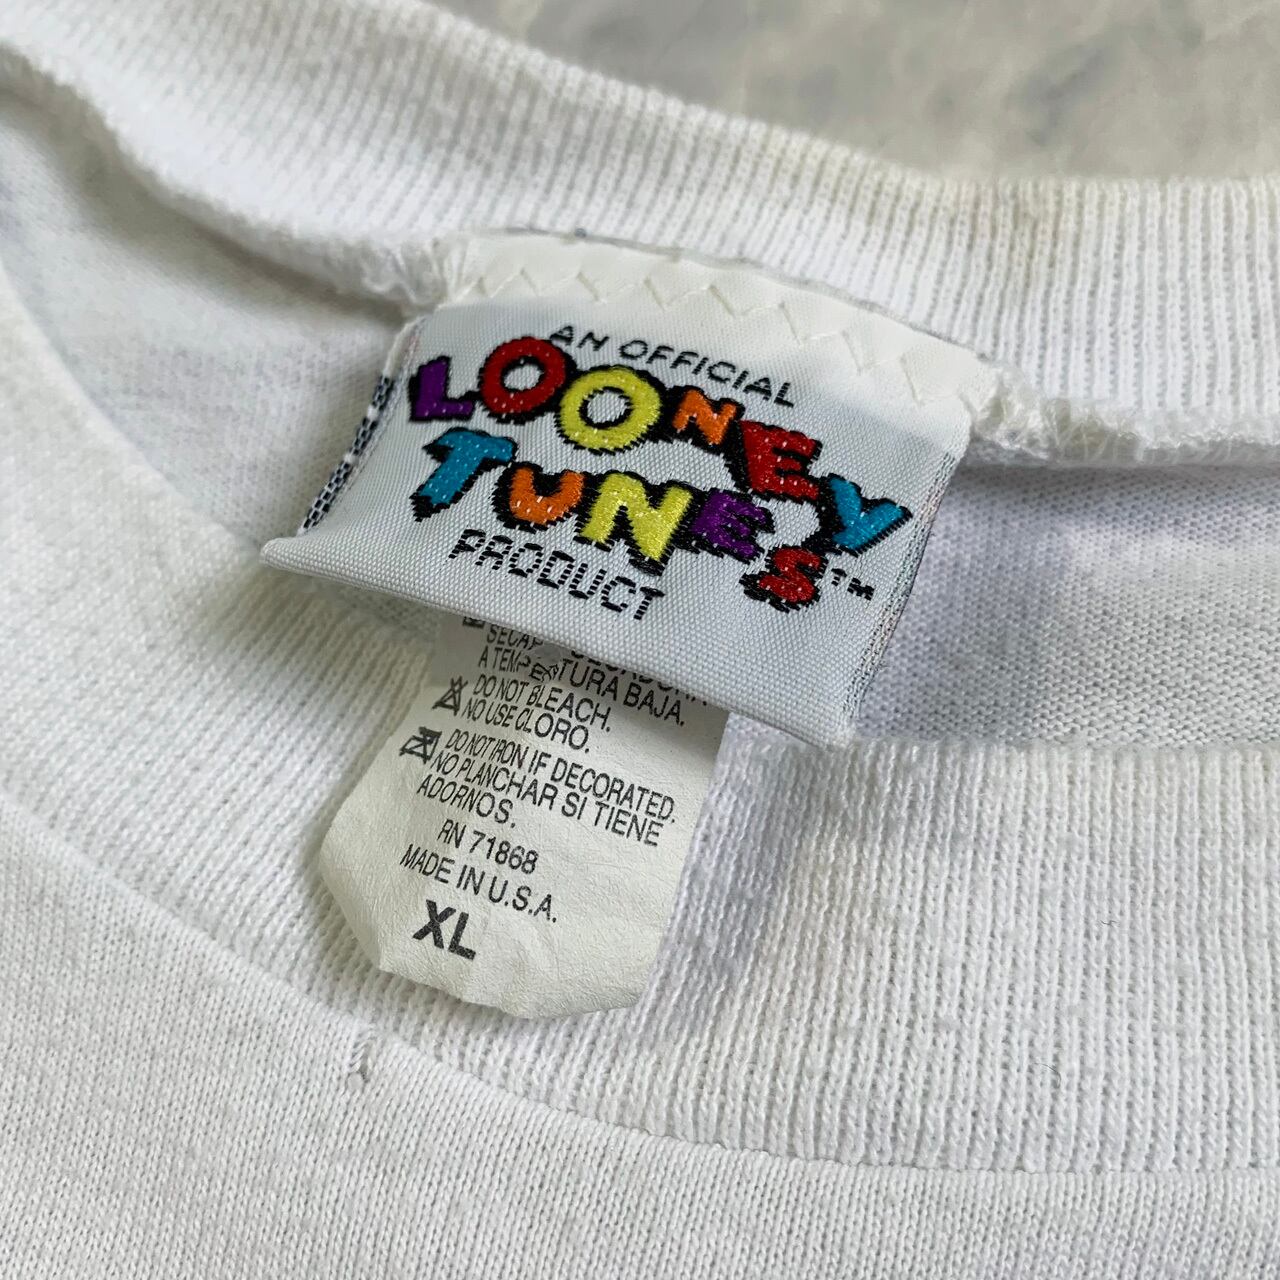 AN OFFICIAL
LOONEY
TUNES™
PRODUCT
A TEMPERATURA BAJA.
DO NOT BLEACH.
NO USE CLORO.
DO NOT IRON IF DECORATED.
NO PLANCHAR SI TIENE
ADORNOS.
RN 71868
MADE IN U.S.A.
XL